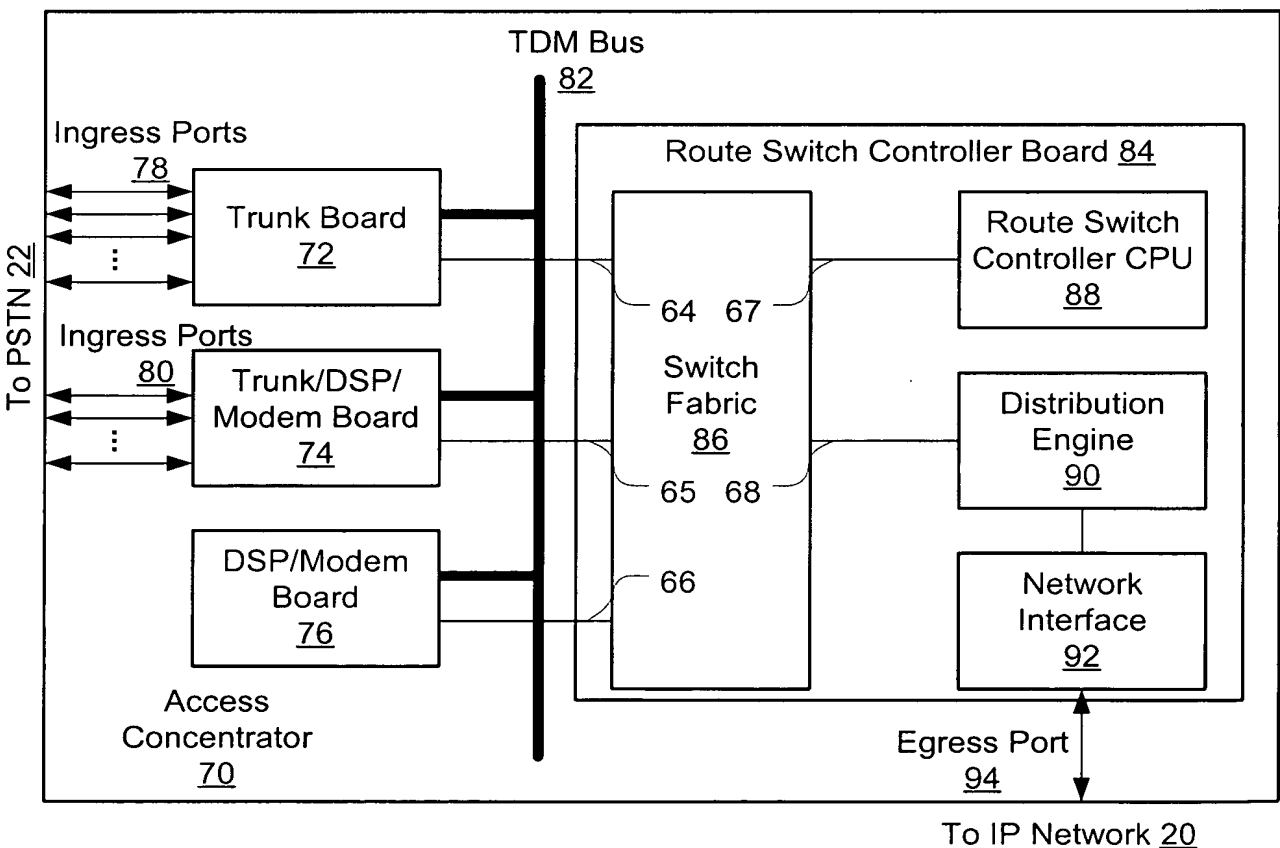 TDM Bus
82
Ingress Ports
78
Trunk Board
72
...
To PSTN 22
Ingress Ports
80
Trunk/DSP/
Modem Board
74
...
DSP/Modem
Board
76
Access
Concentrator
70
Route Switch Controller Board 84
64
67
Switch
Fabric
86
65
68
66
Route Switch
Controller CPU
88
Distribution
Engine
90
Network
Interface
92
Egress Port
94
To IP Network 20